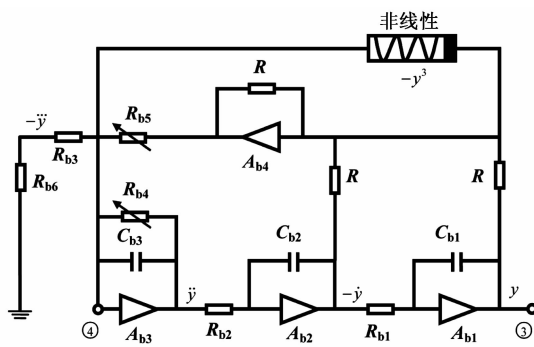 非线性
−y³
R
−y⃛
R_b3
R_b5
A_b4
R_b6
R_b4
R
R
C_b3
C_b2
C_b1
ÿ
−ẏ
y
④
A_b3
R_b2
A_b2
R_b1
A_b1
③